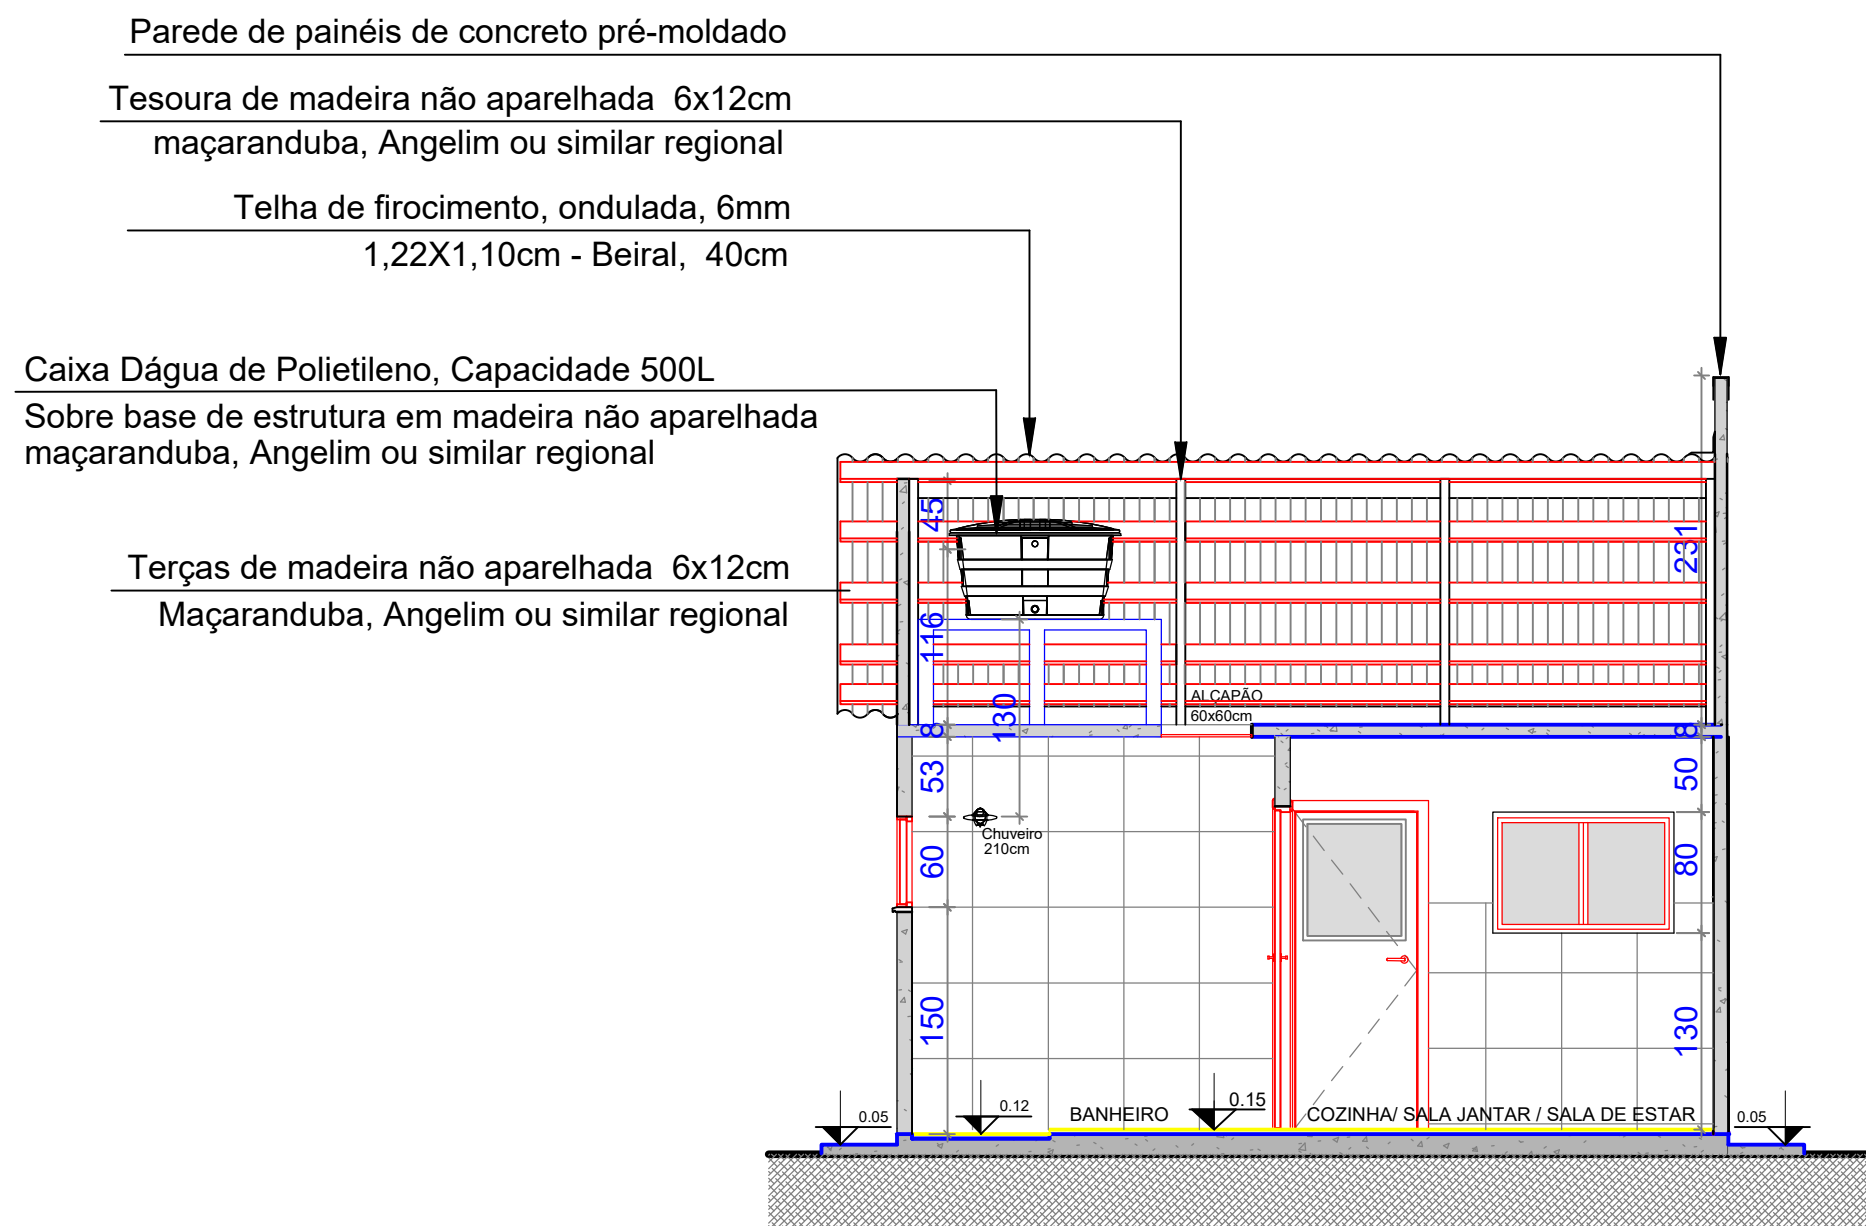 Parede de painéis de concreto pré-moldado
Tesoura de madeira não aparelhada 6x12cm
maçaranduba, Angelim ou similar regional
Telha de firocimento, ondulada, 6mm
1,22X1,10cm - Beiral, 40cm
Caixa Dágua de Polietileno, Capacidade 500L
Sobre base de estrutura em madeira não aparelhada
maçaranduba, Angelim ou similar regional
Terças de madeira não aparelhada 6x12cm
Maçaranduba, Angelim ou similar regional
45
231
116
130
ALÇAPÃO
60x60cm
8
8
53
50
Chuveiro
210cm
60
80
150
130
0.05
0.12
BANHEIRO
0.15
COZINHA/ SALA JANTAR / SALA DE ESTAR
0.05